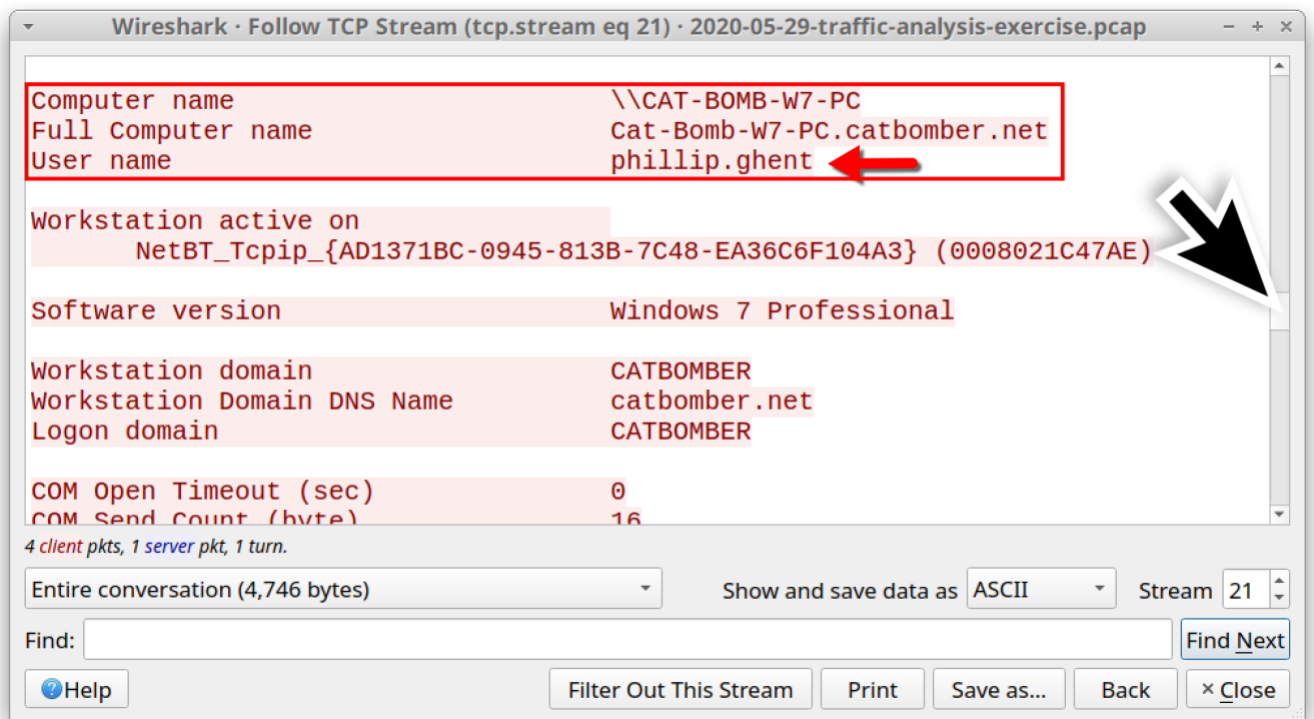 Wireshark · Follow TCP Stream (tcp.stream eq 21) · 2020-05-29-traffic-analysis-exercise.pcap
Computer name \\CAT-BOMB-W7-PC
Full Computer name Cat-Bomb-W7-PC.catbomber.net
User name phillip.ghent
Workstation active on
NetBT_Tcpip_{AD1371BC-0945-813B-7C48-EA36C6F104A3} (0008021C47AE)
Software version Windows 7 Professional
Workstation domain CATBOMBER
Workstation Domain DNS Name catbomber.net
Logon domain CATBOMBER
COM Open Timeout (sec) 0
COM Send Count (byte) 16
4 client pkts, 1 server pkt, 1 turn.
Entire conversation (4,746 bytes) Show and save data as ASCII Stream 21
Find: Find Next
Help Filter Out This Stream Print Save as... Back Close